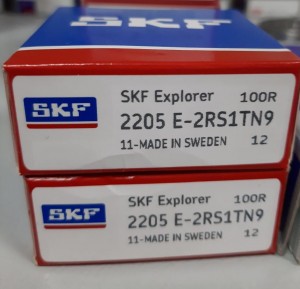 SKF
SKF Explorer 100R
2205 E-2RS1TN9
11-MADE IN SWEDEN 12
SKF
SKF Explorer 100R
2205 E-2RS1TN9
11-MADE IN SWEDEN 12